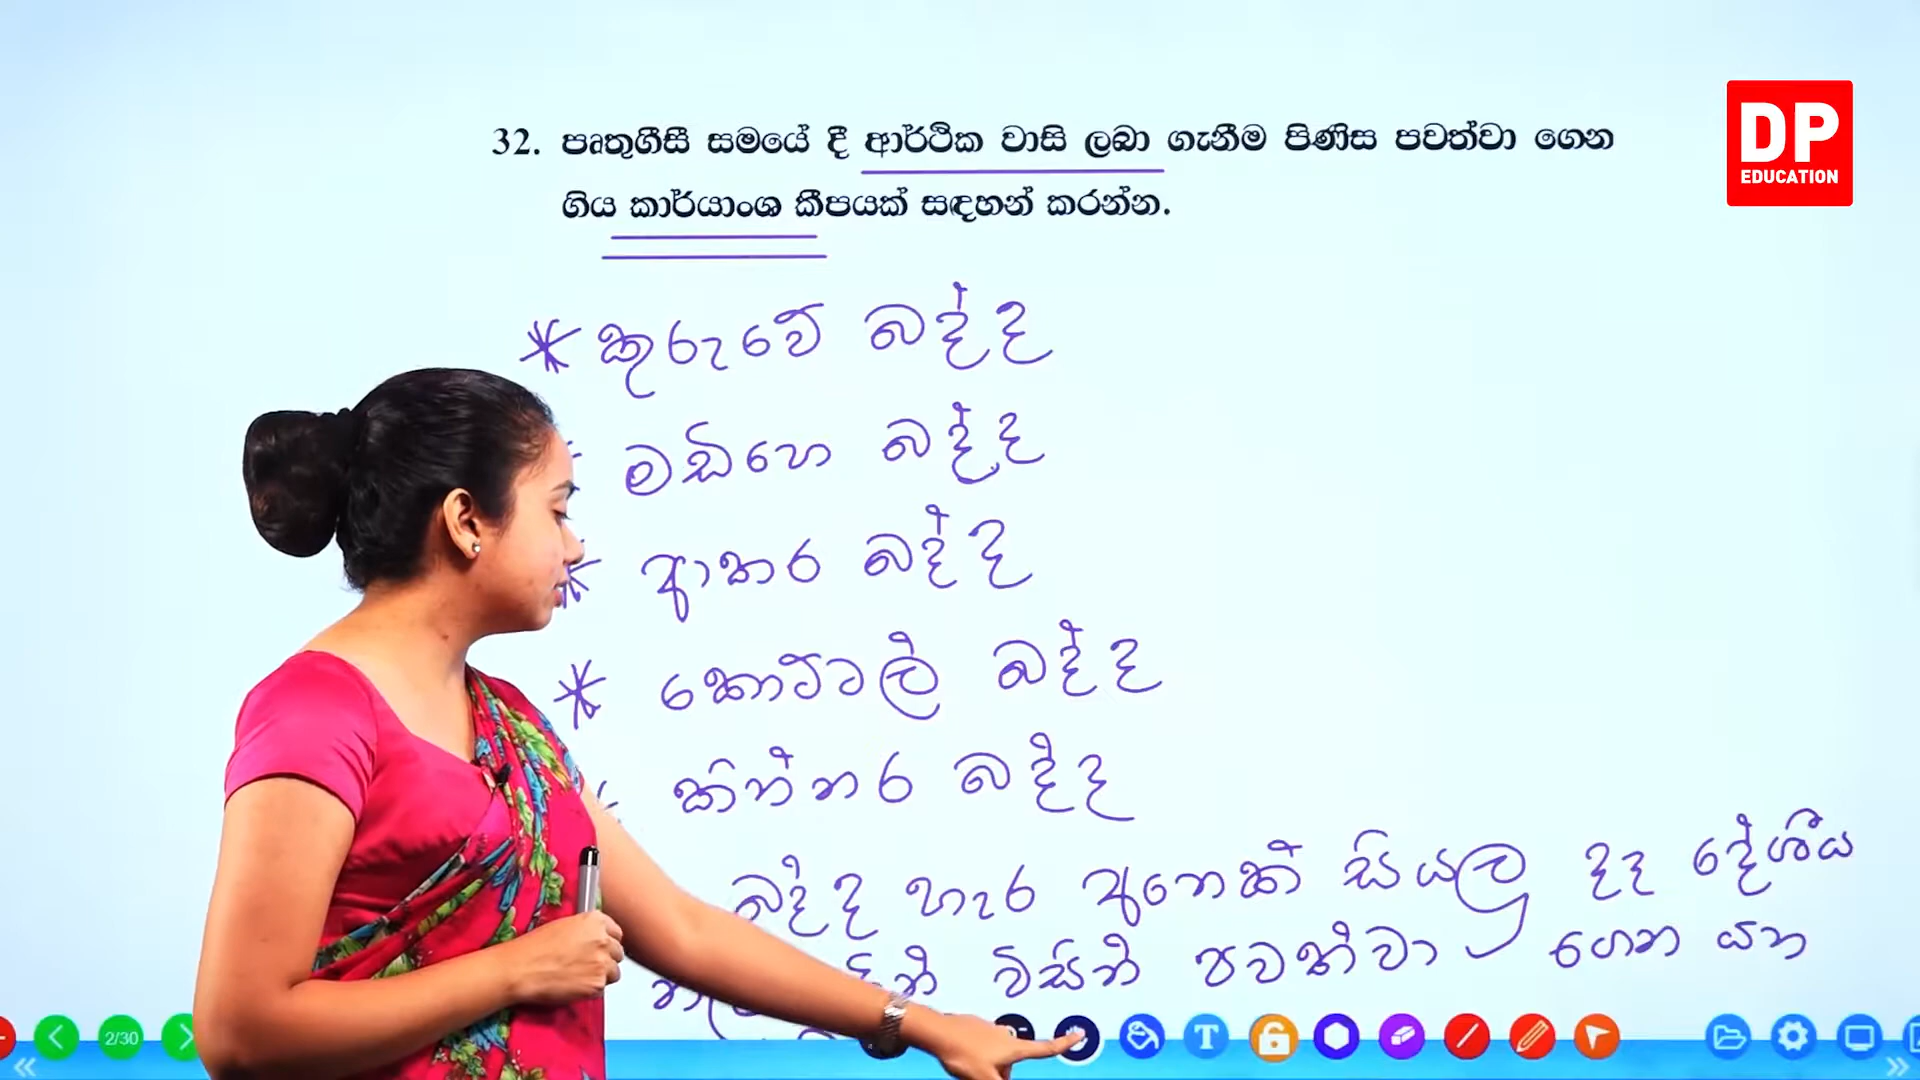 32. පෘතුගීසී සමයේ දී ආර්ථික වාසි ලබා ගැනීම පිණිස පවත්වා ගෙන
ගිය කාර්යාංශ කීපයක් සඳහන් කරන්න.
DP
EDUCATION
* කුරුවේ බද්ද
මඩිගෙ බද්ද
* ආකර බද්ද
* කොට්ටල් බද්ද
කින්නර බද්ද
බද්ද හැර අනෙක් සියලු දෑ දේශීය
විසින් පවත්වා ගෙන යන
2/30
T